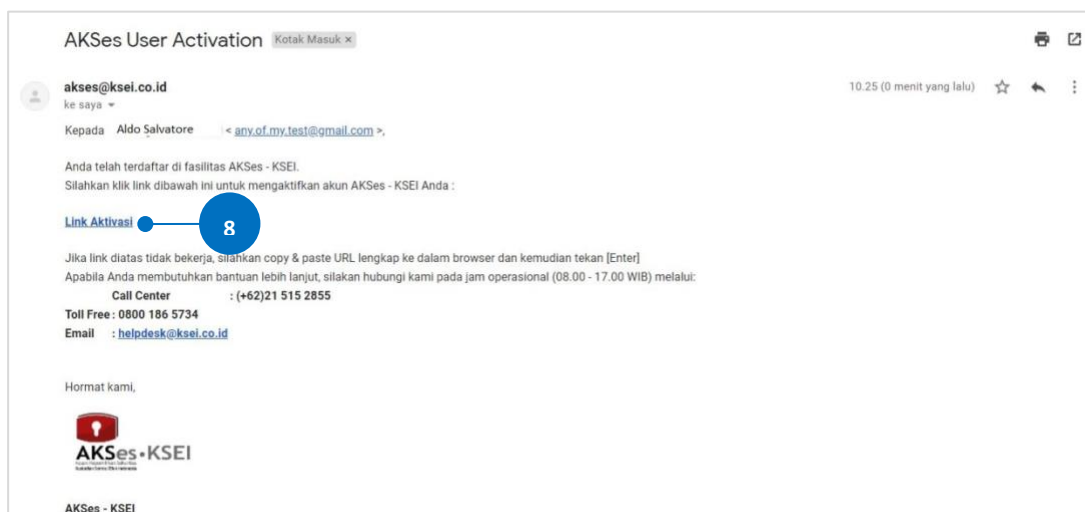 AKSes User Activation Kotak Masuk ×
akses@ksei.co.id 10.25 (0 menit yang lalu)
ke saya
Kepada Aldo Salvatore < any.of.my.test@gmail.com >,
Anda telah terdaftar di fasilitas AKSes - KSEI.
Silahkan klik link dibawah ini untuk mengaktifkan akun AKSes - KSEI Anda :
Link Aktivasi 8
Jika link diatas tidak bekerja, silahkan copy & paste URL lengkap ke dalam browser dan kemudian tekan [Enter]
Apabila Anda membutuhkan bantuan lebih lanjut, silakan hubungi kami pada jam operasional (08.00 - 17.00 WIB) melalui:
Call Center : (+62)21 515 2855
Toll Free : 0800 186 5734
Email : helpdesk@ksei.co.id
Hormat kami,
AKSes•KSEI
AKSes - KSEI